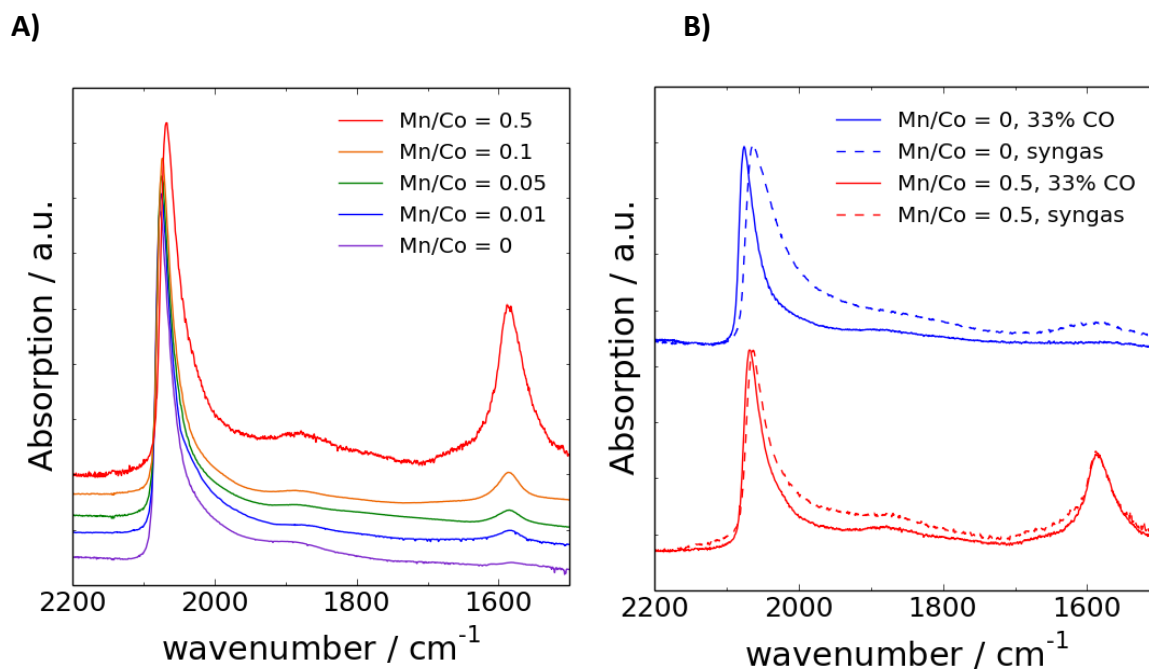 A)
B)
Mn/Co = 0.5
Mn/Co = 0.1
Mn/Co = 0.05
Mn/Co = 0.01
Mn/Co = 0
Absorption / a.u.
2200 2000 1800 1600
wavenumber / cm⁻¹
Mn/Co = 0, 33% CO
Mn/Co = 0, syngas
Mn/Co = 0.5, 33% CO
Mn/Co = 0.5, syngas
Absorption / a.u.
2200 2000 1800 1600
wavenumber / cm⁻¹